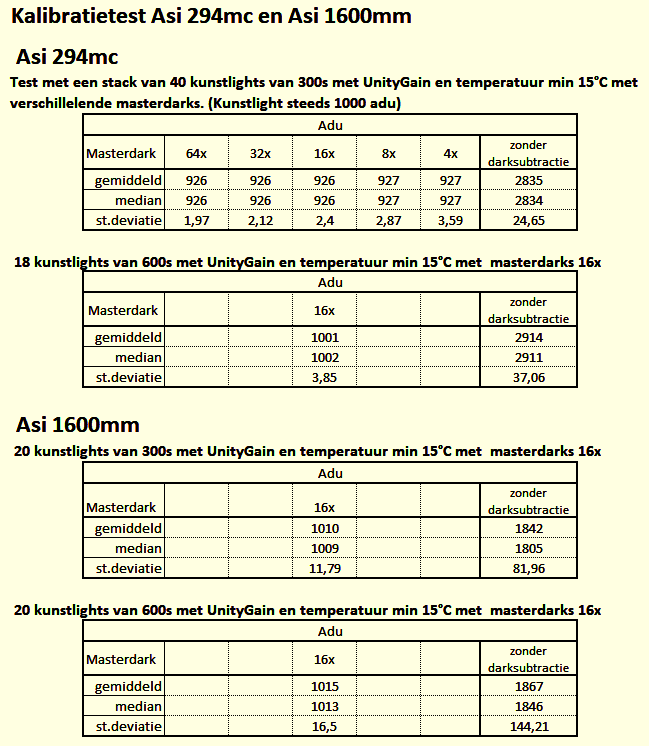 Kalibratietest Asi 294mc en Asi 1600mm
Asi 294mc
Test met een stack van 40 kunstlights van 300s met UnityGain en temperatuur min 15°C met
verschillelende masterdarks. (Kunstlight steeds 1000 adu)
Adu
Masterdark 64x 32x 16x 8x 4x zonder darksubtractie
gemiddeld 926 926 926 927 927 2835
median 926 926 926 927 927 2834
st.deviatie 1,97 2,12 2,4 2,87 3,59 24,65
18 kunstlights van 600s met UnityGain en temperatuur min 15°C met masterdarks 16x
Adu
Masterdark 16x zonder darksubtractie
gemiddeld 1001 2914
median 1002 2911
st.deviatie 3,85 37,06
Asi 1600mm
20 kunstlights van 300s met UnityGain en temperatuur min 15°C met masterdarks 16x
Adu
Masterdark 16x zonder darksubtractie
gemiddeld 1010 1842
median 1009 1805
st.deviatie 11,79 81,96
20 kunstlights van 600s met UnityGain en temperatuur min 15°C met masterdarks 16x
Adu
Masterdark 16x zonder darksubtractie
gemiddeld 1015 1867
median 1013 1846
st.deviatie 16,5 144,21